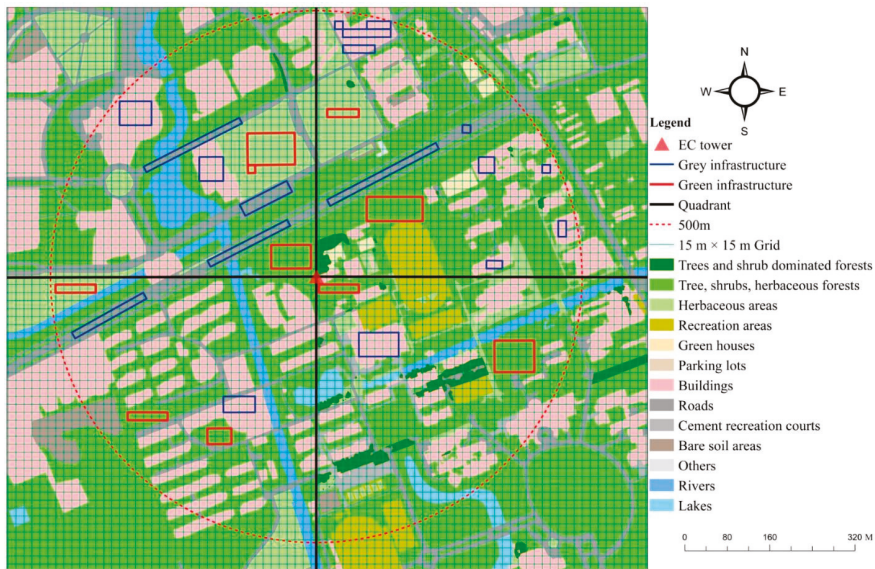 N
W E
S
Legend
EC tower
Grey infrastructure
Green infrastructure
Quadrant
500m
15 m × 15 m Grid
Trees and shrub dominated forests
Tree, shrubs, herbaceous forests
Herbaceous areas
Recreation areas
Green houses
Parking lots
Buildings
Roads
Cement recreation courts
Bare soil areas
Others
Rivers
Lakes
0 80 160 320 M